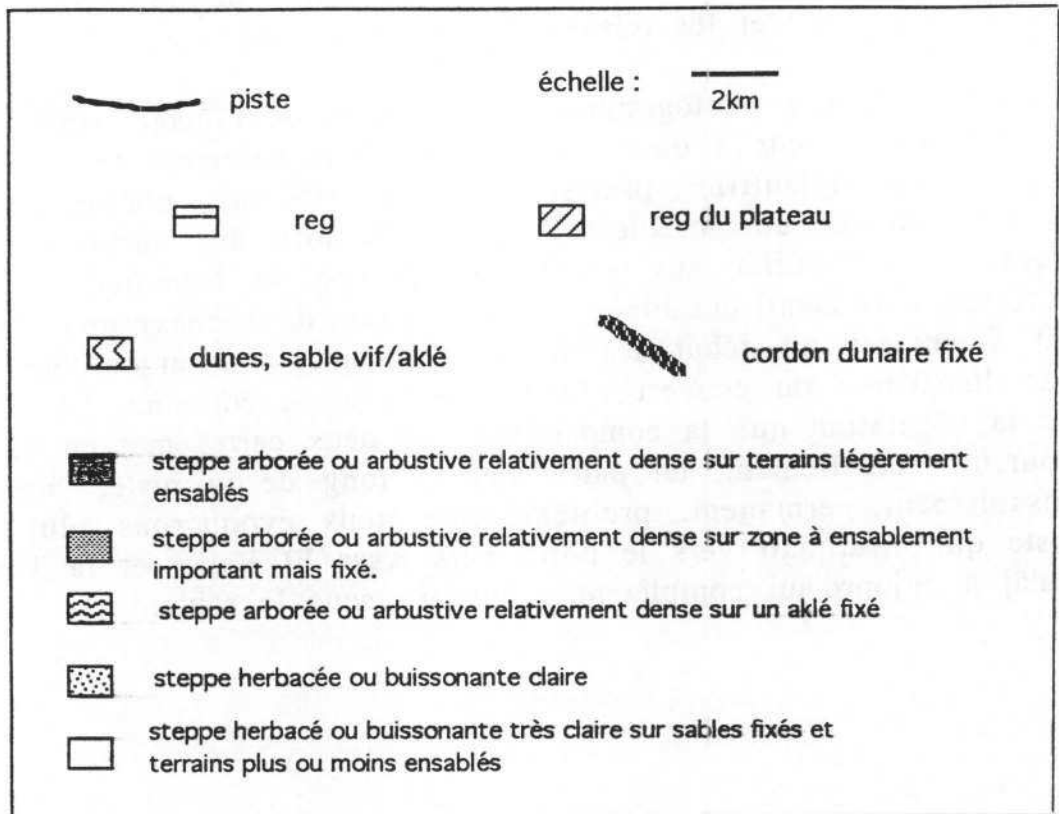 piste
échelle :
2km
reg
reg du plateau
dunes, sable vif/aklé
cordon dunaire fixé
steppe arborée ou arbustive relativement dense sur terrains légèrement
ensablés
steppe arborée ou arbustive relativement dense sur zone à ensablement
important mais fixé.
steppe arborée ou arbustive relativement dense sur un aklé fixé
steppe herbacée ou buissonante claire
steppe herbacé ou buissonante très claire sur sables fixés et
terrains plus ou moins ensablés